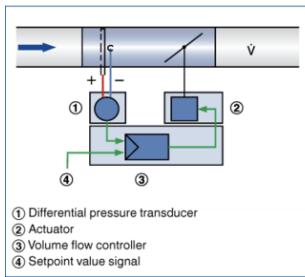 c
V̇
+ −
① ②
④ ③
① Differential pressure transducer
② Actuator
③ Volume flow controller
④ Setpoint value signal